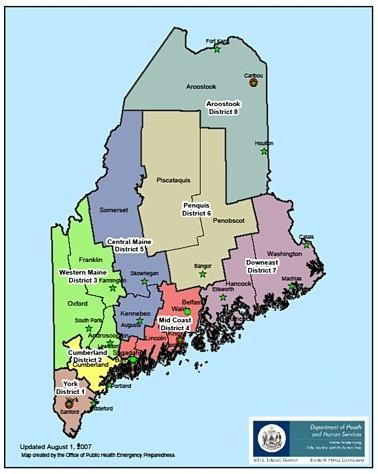 Fort Kent
Caribou
Aroostook
Aroostook
District 8
Houlton
Piscataquis
Somerset
Penquis
District 6
Penobscot
Central Maine
District 5
Washington
Calais
Franklin
Downeast
District 7
Bangor
Western Maine
District 3
Farmington
Skowhegan
Hancock
Ellsworth
Machias
Oxford
Belfast
Waldo
Kennebec
Augusta
Mid Coast
District 4
South Paris
Androscoggin
Knox
Lincoln
Cumberland
District 2
Sagadahoc
Cumberland
York
District 1
Portland
Sanford
Biddeford
Updated August 1, 2007
Map created by the Office of Public Health Emergency Preparedness
Department of Health
and Human Services